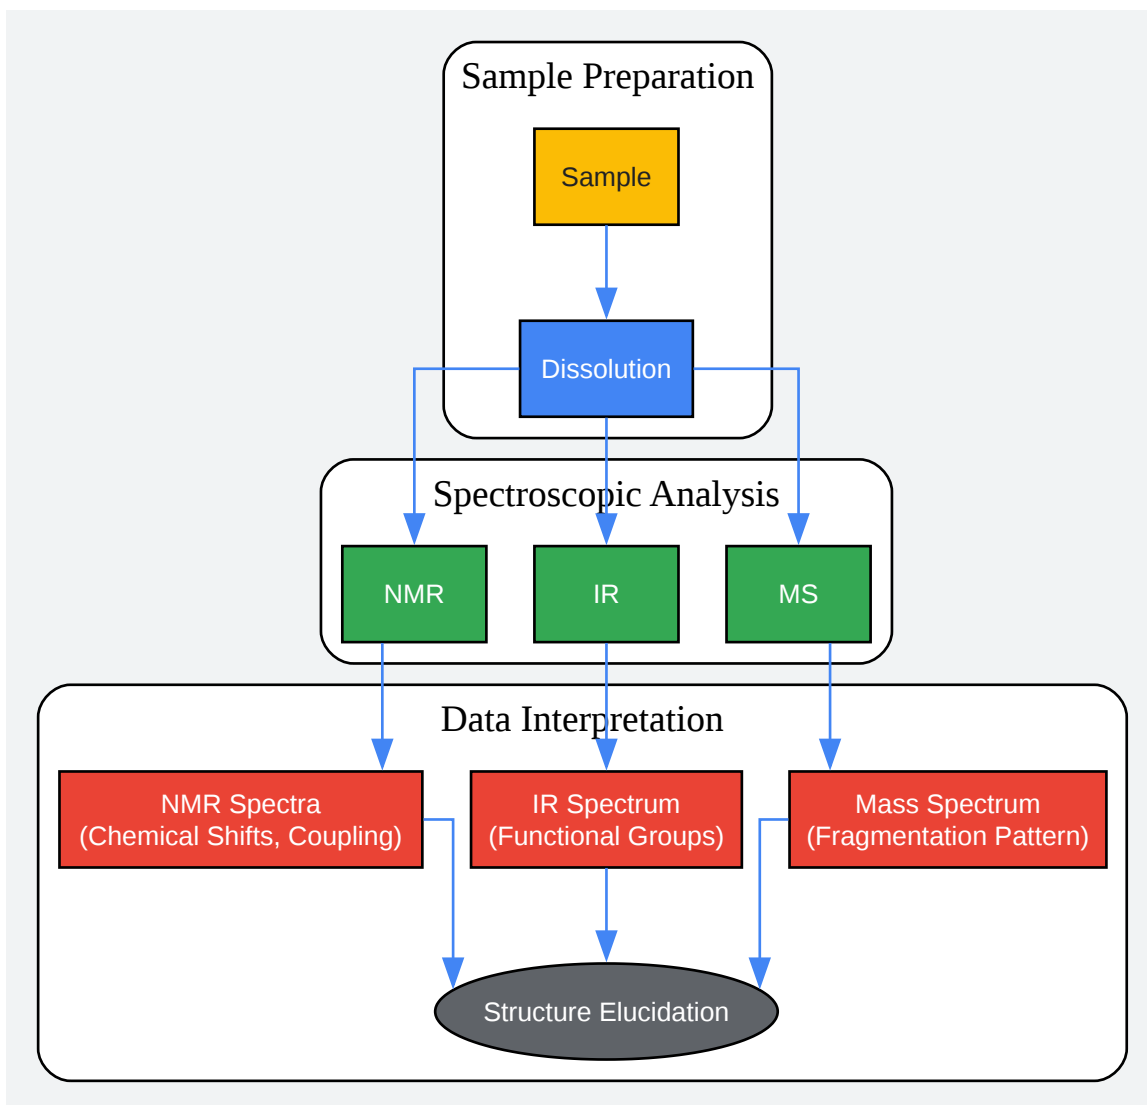 Sample Preparation
Sample
Dissolution
Spectroscopic Analysis
NMR
IR
MS
Data Interpretation
NMR Spectra
(Chemical Shifts, Coupling)
IR Spectrum
(Functional Groups)
Mass Spectrum
(Fragmentation Pattern)
Structure Elucidation